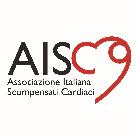 AISC
Associazione Italiana
Scompensati Cardiaci